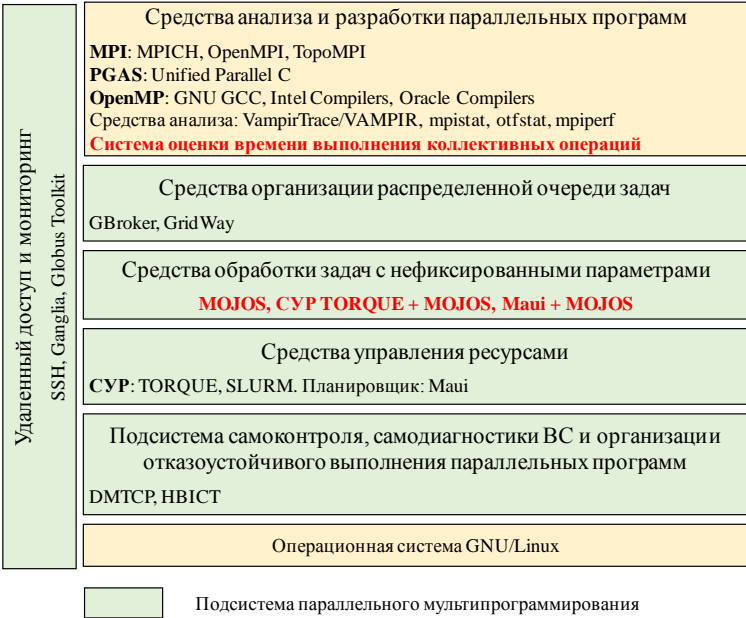 Удаленный доступ и мониторинг
SSH, Ganglia, Globus Toolkit
Средства анализа и разработки параллельных программ
MPI: MPICH, OpenMPI, TopoMPI
PGAS: Unified Parallel C
OpenMP: GNU GCC, Intel Compilers, Oracle Compilers
Средства анализа: VampirTrace/VAMPIR, mpistat, otfstat, mpiperf
Система оценки времени выполнения коллективных операций
Средства организации распределенной очереди задач
GBroker, GridWay
Средства обработки задач с нефиксированными параметрами
MOJOS, СУР TORQUE + MOJOS, Maui + MOJOS
Средства управления ресурсами
СУР: TORQUE, SLURM. Планировщик: Maui
Подсистема самоконтроля, самодиагностики ВС и организации
отказоустойчивого выполнения параллельных программ
DMTCP, HBICT
Операционная система GNU/Linux
Подсистема параллельного мультипрограммирования